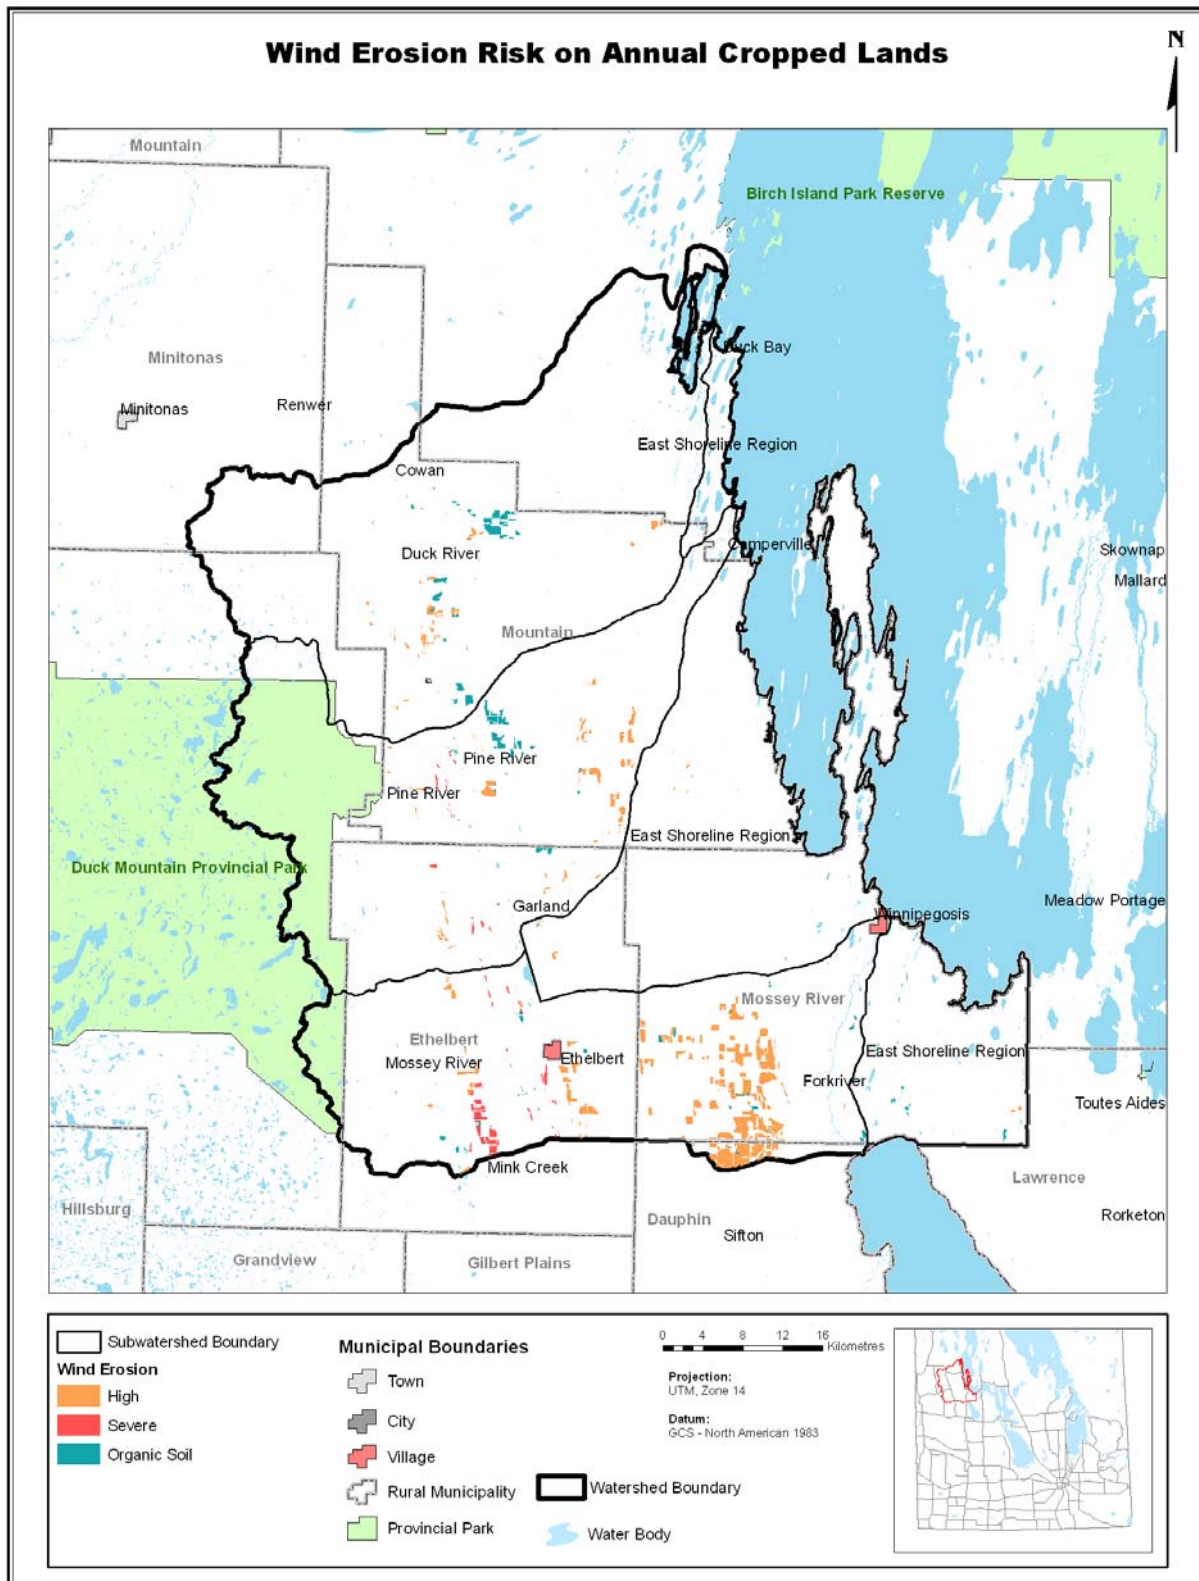 Wind Erosion Risk on Annual Cropped Lands
N
Mountain
Birch Island Park Reserve
Duck Bay
Minitonas
Minitonas
Renwer
East Shoreline Region
Cowan
Camperville
Duck River
Skownap
Mallard
Mountain
Pine River
Pine River
East Shoreline Region
Duck Mountain Provincial Park
Meadow Portage
Garland
Winnipegosis
Mossey River
Ethelbert
East Shoreline Region
Mossey River
Ethelbert
Forkriver
Toutes Aides
Mink Creek
Lawrence
Hillsburg
Rorketon
Dauphin
Sifton
Grandview
Gilbert Plains
Subwatershed Boundary
Wind Erosion
High
Severe
Organic Soil
Municipal Boundaries
Town
City
Village
Rural Municipality
Provincial Park
Watershed Boundary
Water Body
0 4 8 12 16
Kilometres
Projection:
UTM, Zone 14
Datum:
GCS - North American 1983